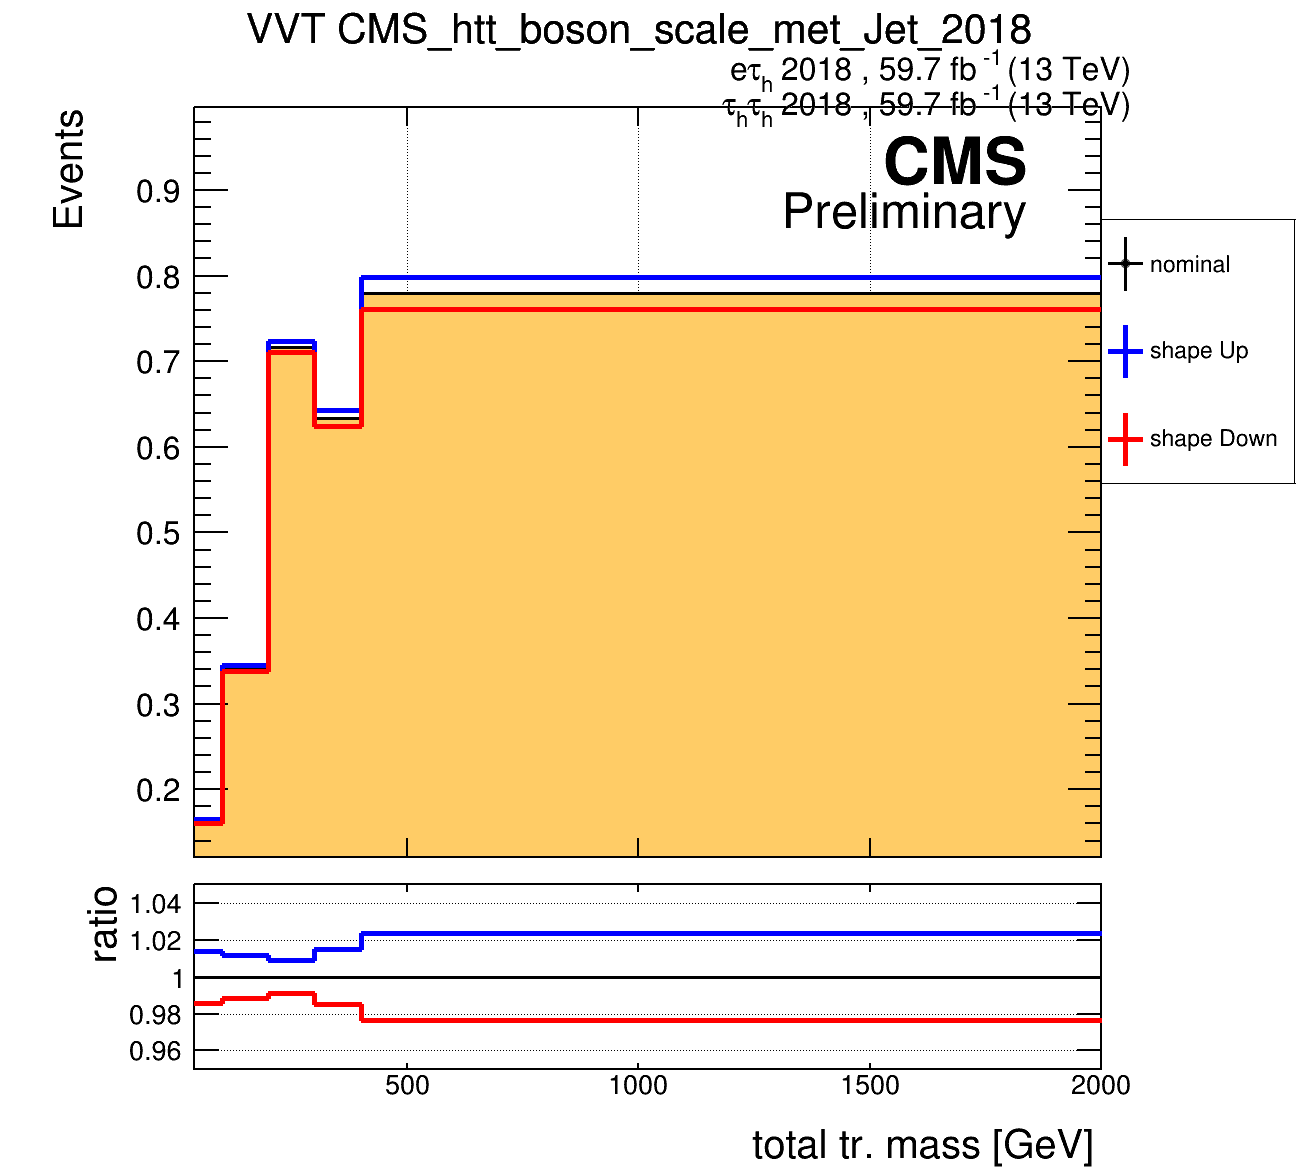 VVT CMS_htt_boson_scale_met_Jet_2018
eτh 2018 , 59.7 fb-1 (13 TeV)
τhτh 2018 , 59.7 fb-1 (13 TeV)
CMS
Preliminary
Events
0.9
0.8
0.7
0.6
0.5
0.4
0.3
0.2
nominal
shape Up
shape Down
ratio
1.04
1.02
1
0.98
0.96
500 1000 1500 2000
total tr. mass [GeV]